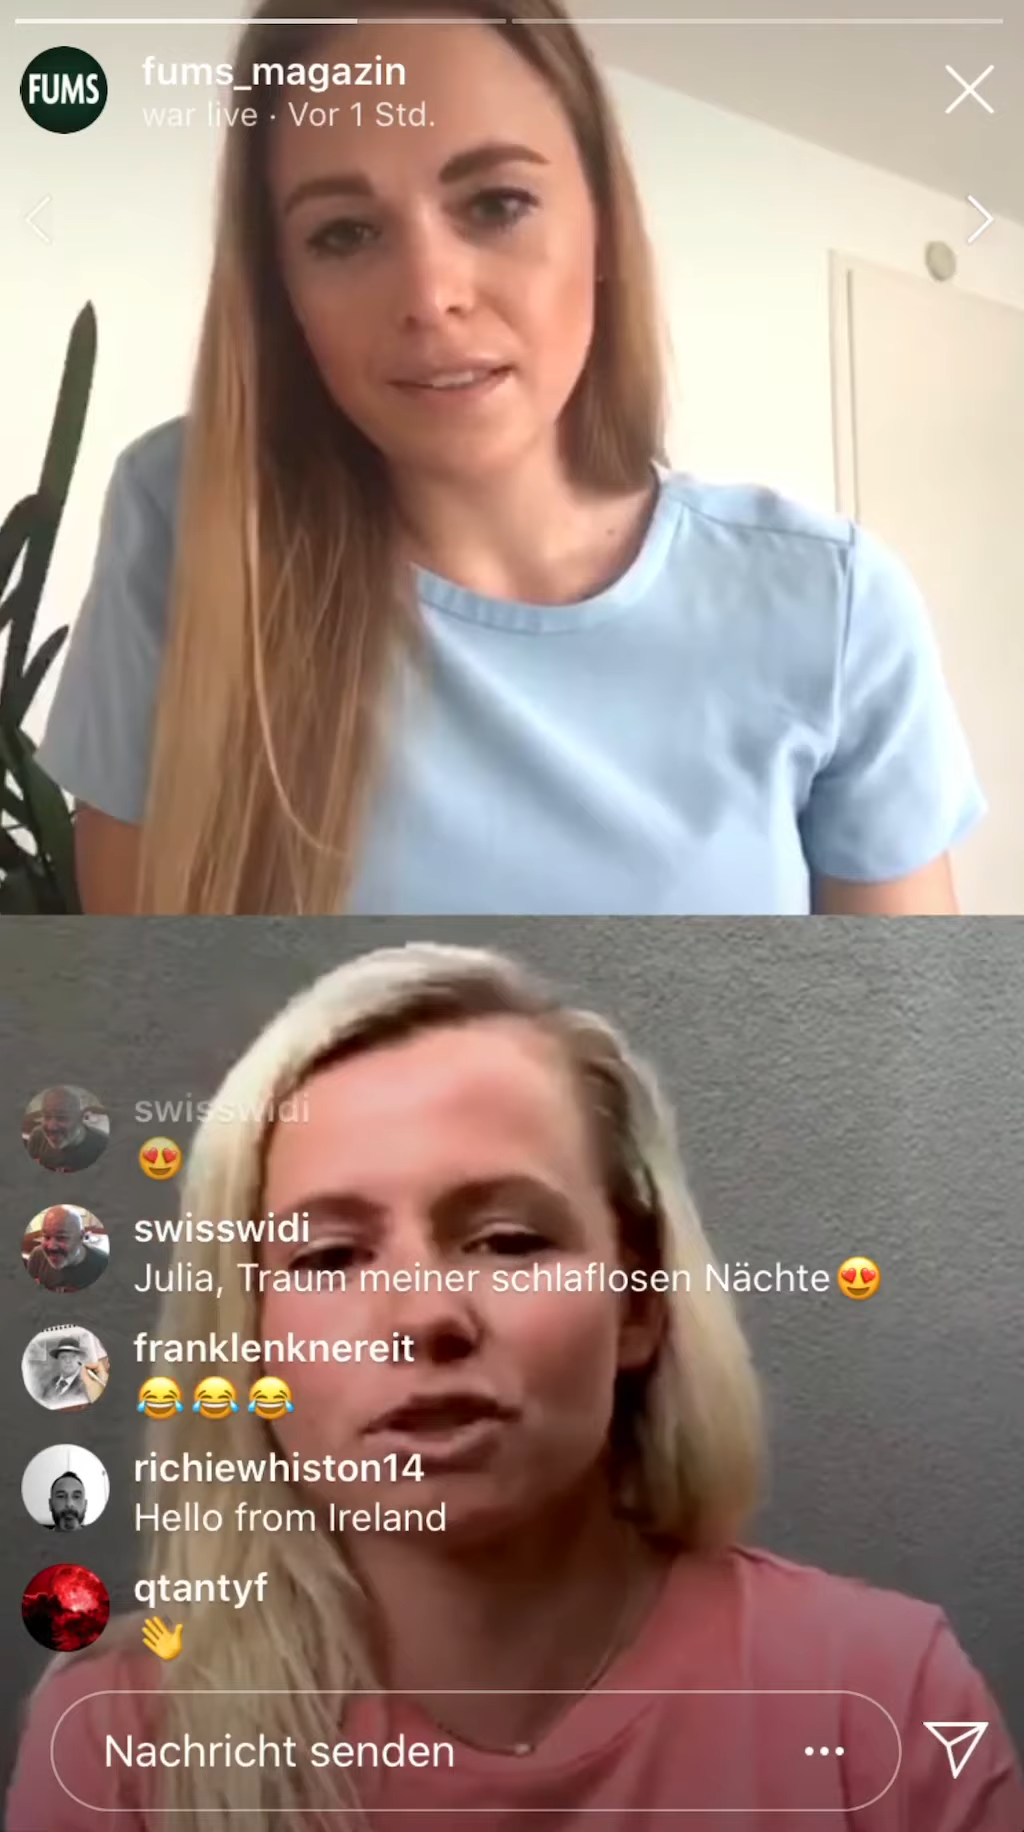 FUMS
fums_magazin
war live · Vor 1 Std.
swisswidi
😍
swisswidi
Julia, Traum meiner schlaflosen Nächte😍
franklenknereit
😂😂😂
richiewhiston14
Hello from Ireland
qtantyf
👋
Nachricht senden